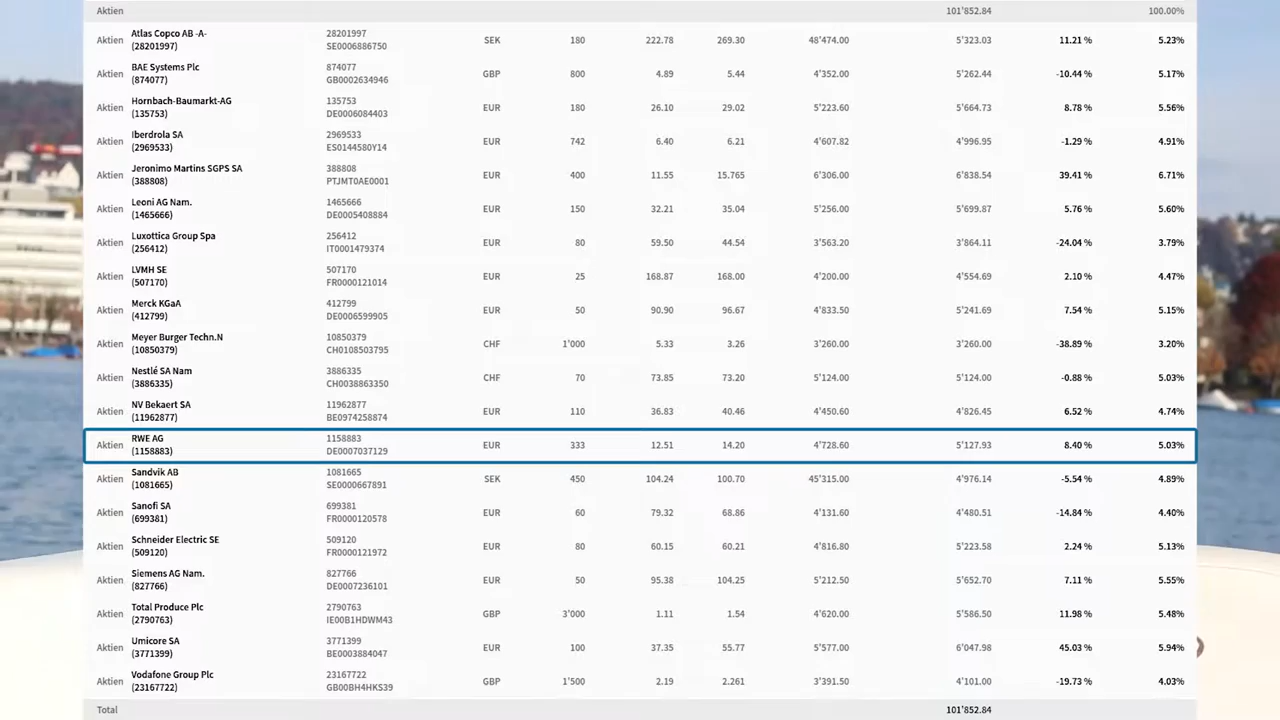 Aktien 101'852.84 100.00%
Atlas Copco AB -A- 28201997
Aktien SEK 180 222.78 269.30 48'474.00 5'323.03 11.21 % 5.23%
(28201997) SE0006886750
BAE Systems Plc 874077
Aktien GBP 800 4.89 5.44 4'352.00 5'262.44 -10.44 % 5.17%
(874077) GB0002634946
Hornbach-Baumarkt-AG 135753
Aktien EUR 180 26.10 29.02 5'223.60 5'664.73 8.78 % 5.56%
(135753) DE0006084403
Iberdrola SA 2969533
Aktien EUR 742 6.40 6.21 4'607.82 4'996.95 -1.29 % 4.91%
(2969533) ES0144580Y14
Jeronimo Martins SGPS SA 388808
Aktien EUR 400 11.55 15.765 6'306.00 6'838.54 39.41 % 6.71%
(388808) PTJMT0AE0001
Leoni AG Nam. 1465666
Aktien EUR 150 32.21 35.04 5'256.00 5'699.87 5.76 % 5.60%
(1465666) DE0005408884
Luxottica Group Spa 256412
Aktien EUR 80 59.50 44.54 3'563.20 3'864.11 -24.04 % 3.79%
(256412) IT0001479374
LVMH SE 507170
Aktien EUR 25 168.87 168.00 4'200.00 4'554.69 2.10 % 4.47%
(507170) FR0000121014
Merck KGaA 412799
Aktien EUR 50 90.90 96.67 4'833.50 5'241.69 7.54 % 5.15%
(412799) DE0006599905
Meyer Burger Techn.N 10850379
Aktien CHF 1'000 5.33 3.26 3'260.00 3'260.00 -38.89 % 3.20%
(10850379) CH0108503795
Nestlé SA Nam 3886335
Aktien CHF 70 73.85 73.20 5'124.00 5'124.00 -0.88 % 5.03%
(3886335) CH0038863350
NV Bekaert SA 11962877
Aktien EUR 110 36.83 40.46 4'450.60 4'826.45 6.52 % 4.74%
(11962877) BE0974258874
RWE AG 1158883
Aktien EUR 333 12.51 14.20 4'728.60 5'127.93 8.40 % 5.03%
(1158883) DE0007037129
Sandvik AB 1081665
Aktien SEK 450 104.24 100.70 45'315.00 4'976.14 -5.54 % 4.89%
(1081665) SE0000667891
Sanofi SA 699381
Aktien EUR 60 79.32 68.86 4'131.60 4'480.51 -14.84 % 4.40%
(699381) FR0000120578
Schneider Electric SE 509120
Aktien EUR 80 60.15 60.21 4'816.80 5'223.58 2.24 % 5.13%
(509120) FR0000121972
Siemens AG Nam. 827766
Aktien EUR 50 95.38 104.25 5'212.50 5'652.70 7.11 % 5.55%
(827766) DE0007236101
Total Produce Plc 2790763
Aktien GBP 3'000 1.11 1.54 4'620.00 5'586.50 11.98 % 5.48%
(2790763) IE00B1HDWM43
Umicore SA 3771399
Aktien EUR 100 37.35 55.77 5'577.00 6'047.98 45.03 % 5.94%
(3771399) BE0003884047
Vodafone Group Plc 23167722
Aktien GBP 1'500 2.19 2.261 3'391.50 4'101.00 -19.73 % 4.03%
(23167722) GB00BH4HKS39
Total 101'852.84